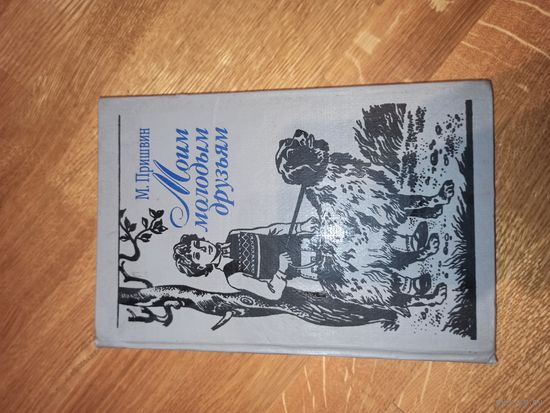 М. Пришвин
Моим
молодым
друзьям